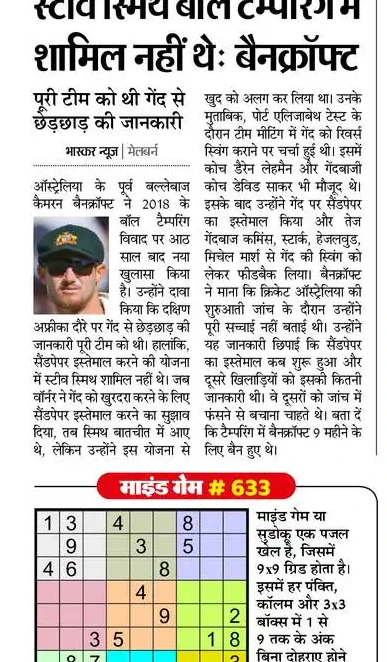 स्टीव स्मिथ बॉल टेम्परिंग में
शामिल नहीं थेः बैनक्रॉफ्ट
पूरी टीम को थी गेंद से
छेड़छाड़ की जानकारी
भास्कर न्यूज | मेलबर्न
ऑस्ट्रेलिया के पूर्व बल्लेबाज
कैमरन बैनक्रॉफ्ट ने 2018 के
बॉल टैम्परिंग
विवाद पर आठ
साल बाद नया
खुलासा किया
है। उन्होंने दावा
किया कि दक्षिण
अफ्रीका दौरे पर गेंद से छेड़छाड़ की
जानकारी पूरी टीम को थी। हालांकि,
सैंडपेपर इस्तेमाल करने की योजना
में स्टीव स्मिथ शामिल नहीं थे। जब
वॉर्नर ने गेंद को खुरदरा करने के लिए
सैंडपेपर इस्तेमाल करने का सुझाव
दिया, तब स्मिथ बातचीत में आए
थे, लेकिन उन्होंने इस योजना से
खुद को अलग कर लिया था। उनके
मुताबिक, पोर्ट एलिजाबेथ टेस्ट के
दौरान टीम मीटिंग में गेंद को रिवर्स
स्विंग कराने पर चर्चा हुई थी। इसमें
कोच डैरेन लेहमैन और गेंदबाजी
कोच डेविड साकर भी मौजूद थे।
इसके बाद उन्होंने गेंद पर सैंडपेपर
का इस्तेमाल किया और तेज
गेंदबाज कमिंस, स्टार्क, हेजलवुड,
मिचेल मार्श से गेंद की स्विंग को
लेकर फीडबैक लिया। बैनक्रॉफ्ट
ने माना कि क्रिकेट ऑस्ट्रेलिया की
शुरुआती जांच के दौरान उन्होंने
पूरी सच्चाई नहीं बताई थी। उन्होंने
यह जानकारी छिपाई कि सैंडपेपर
का इस्तेमाल कब शुरू हुआ और
दूसरे खिलाड़ियों को इसकी कितनी
जानकारी थी। वे दूसरों को जांच में
फंसने से बचाना चाहते थे। बता दें
कि टैम्परिंग में बैनक्रॉफ्ट 9 महीने के
लिए बैन हुए थे।
माइंड गेम # 633
1 3 4 8
9 3 5
4 6 8
4
9 2
3 5 1 8
माइंड गेम या
सुडोकू एक पजल
खेल है, जिसमें
9x9 ग्रिड होता है।
इसमें हर पंक्ति,
कॉलम और 3x3
बॉक्स में 1 से
9 तक के अंक
बिना दोहराए होने